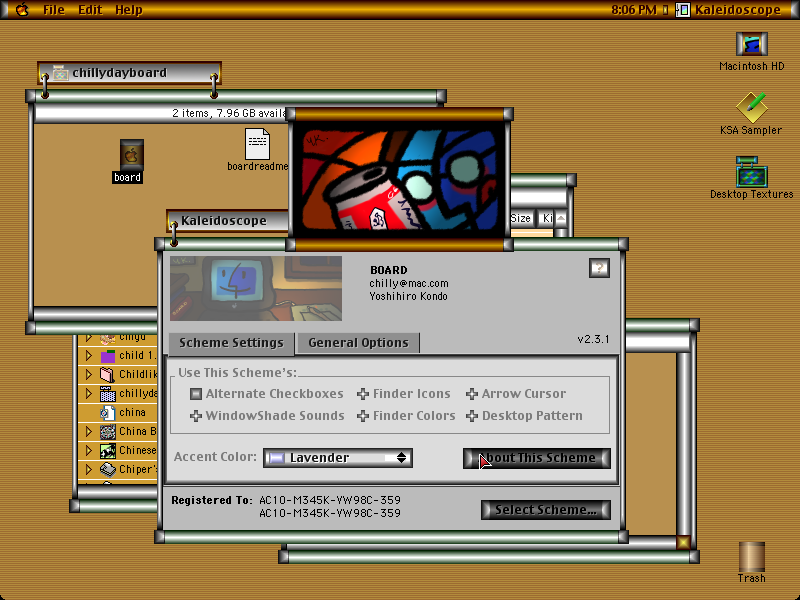 File Edit Help
8:06 PM Kaleidoscope
chillydayboard
2 items, 7.96 GB availa
board
boardreadme
Macintosh HD
KSA Sampler
Desktop Textures
Size Ki
Kaleidoscope
BOARD
chilly@mac.com
Yoshihiro Kondo
?
v2.3.1
Scheme Settings General Options
Use This Scheme's:
Alternate Checkboxes Finder Icons Arrow Cursor
WindowShade Sounds Finder Colors Desktop Pattern
Accent Color: Lavender About This Scheme
Registered To: AC10-M345K-YW98C-359
AC10-M345K-YW98C-359
Select Scheme...
child 1.
Childlik
chillyda
china
China B
Chinese
Chiper's
Trash